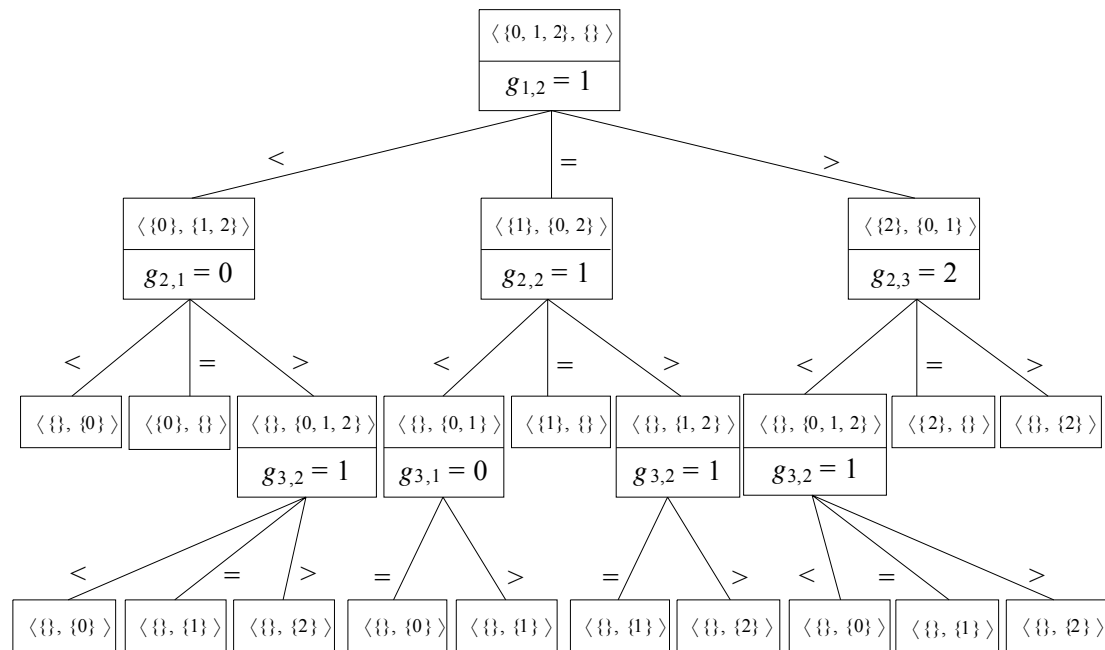 ⟨ {0, 1, 2}, {} ⟩
g1,2 = 1
< = >
⟨ {0}, {1, 2} ⟩ ⟨ {1}, {0, 2} ⟩ ⟨ {2}, {0, 1} ⟩
g2,1 = 0 g2,2 = 1 g2,3 = 2
< = > < = > < = >
⟨ {}, {0} ⟩ ⟨ {0}, {} ⟩ ⟨ {}, {0, 1, 2} ⟩ ⟨ {}, {0, 1} ⟩ ⟨ {1}, {} ⟩ ⟨ {}, {1, 2} ⟩ ⟨ {}, {0, 1, 2} ⟩ ⟨ {2}, {} ⟩ ⟨ {}, {2} ⟩
g3,2 = 1 g3,1 = 0 g3,2 = 1 g3,2 = 1
< = > = > = > < = >
⟨ {}, {0} ⟩ ⟨ {}, {1} ⟩ ⟨ {}, {2} ⟩ ⟨ {}, {0} ⟩ ⟨ {}, {1} ⟩ ⟨ {}, {1} ⟩ ⟨ {}, {2} ⟩ ⟨ {}, {0} ⟩ ⟨ {}, {1} ⟩ ⟨ {}, {2} ⟩